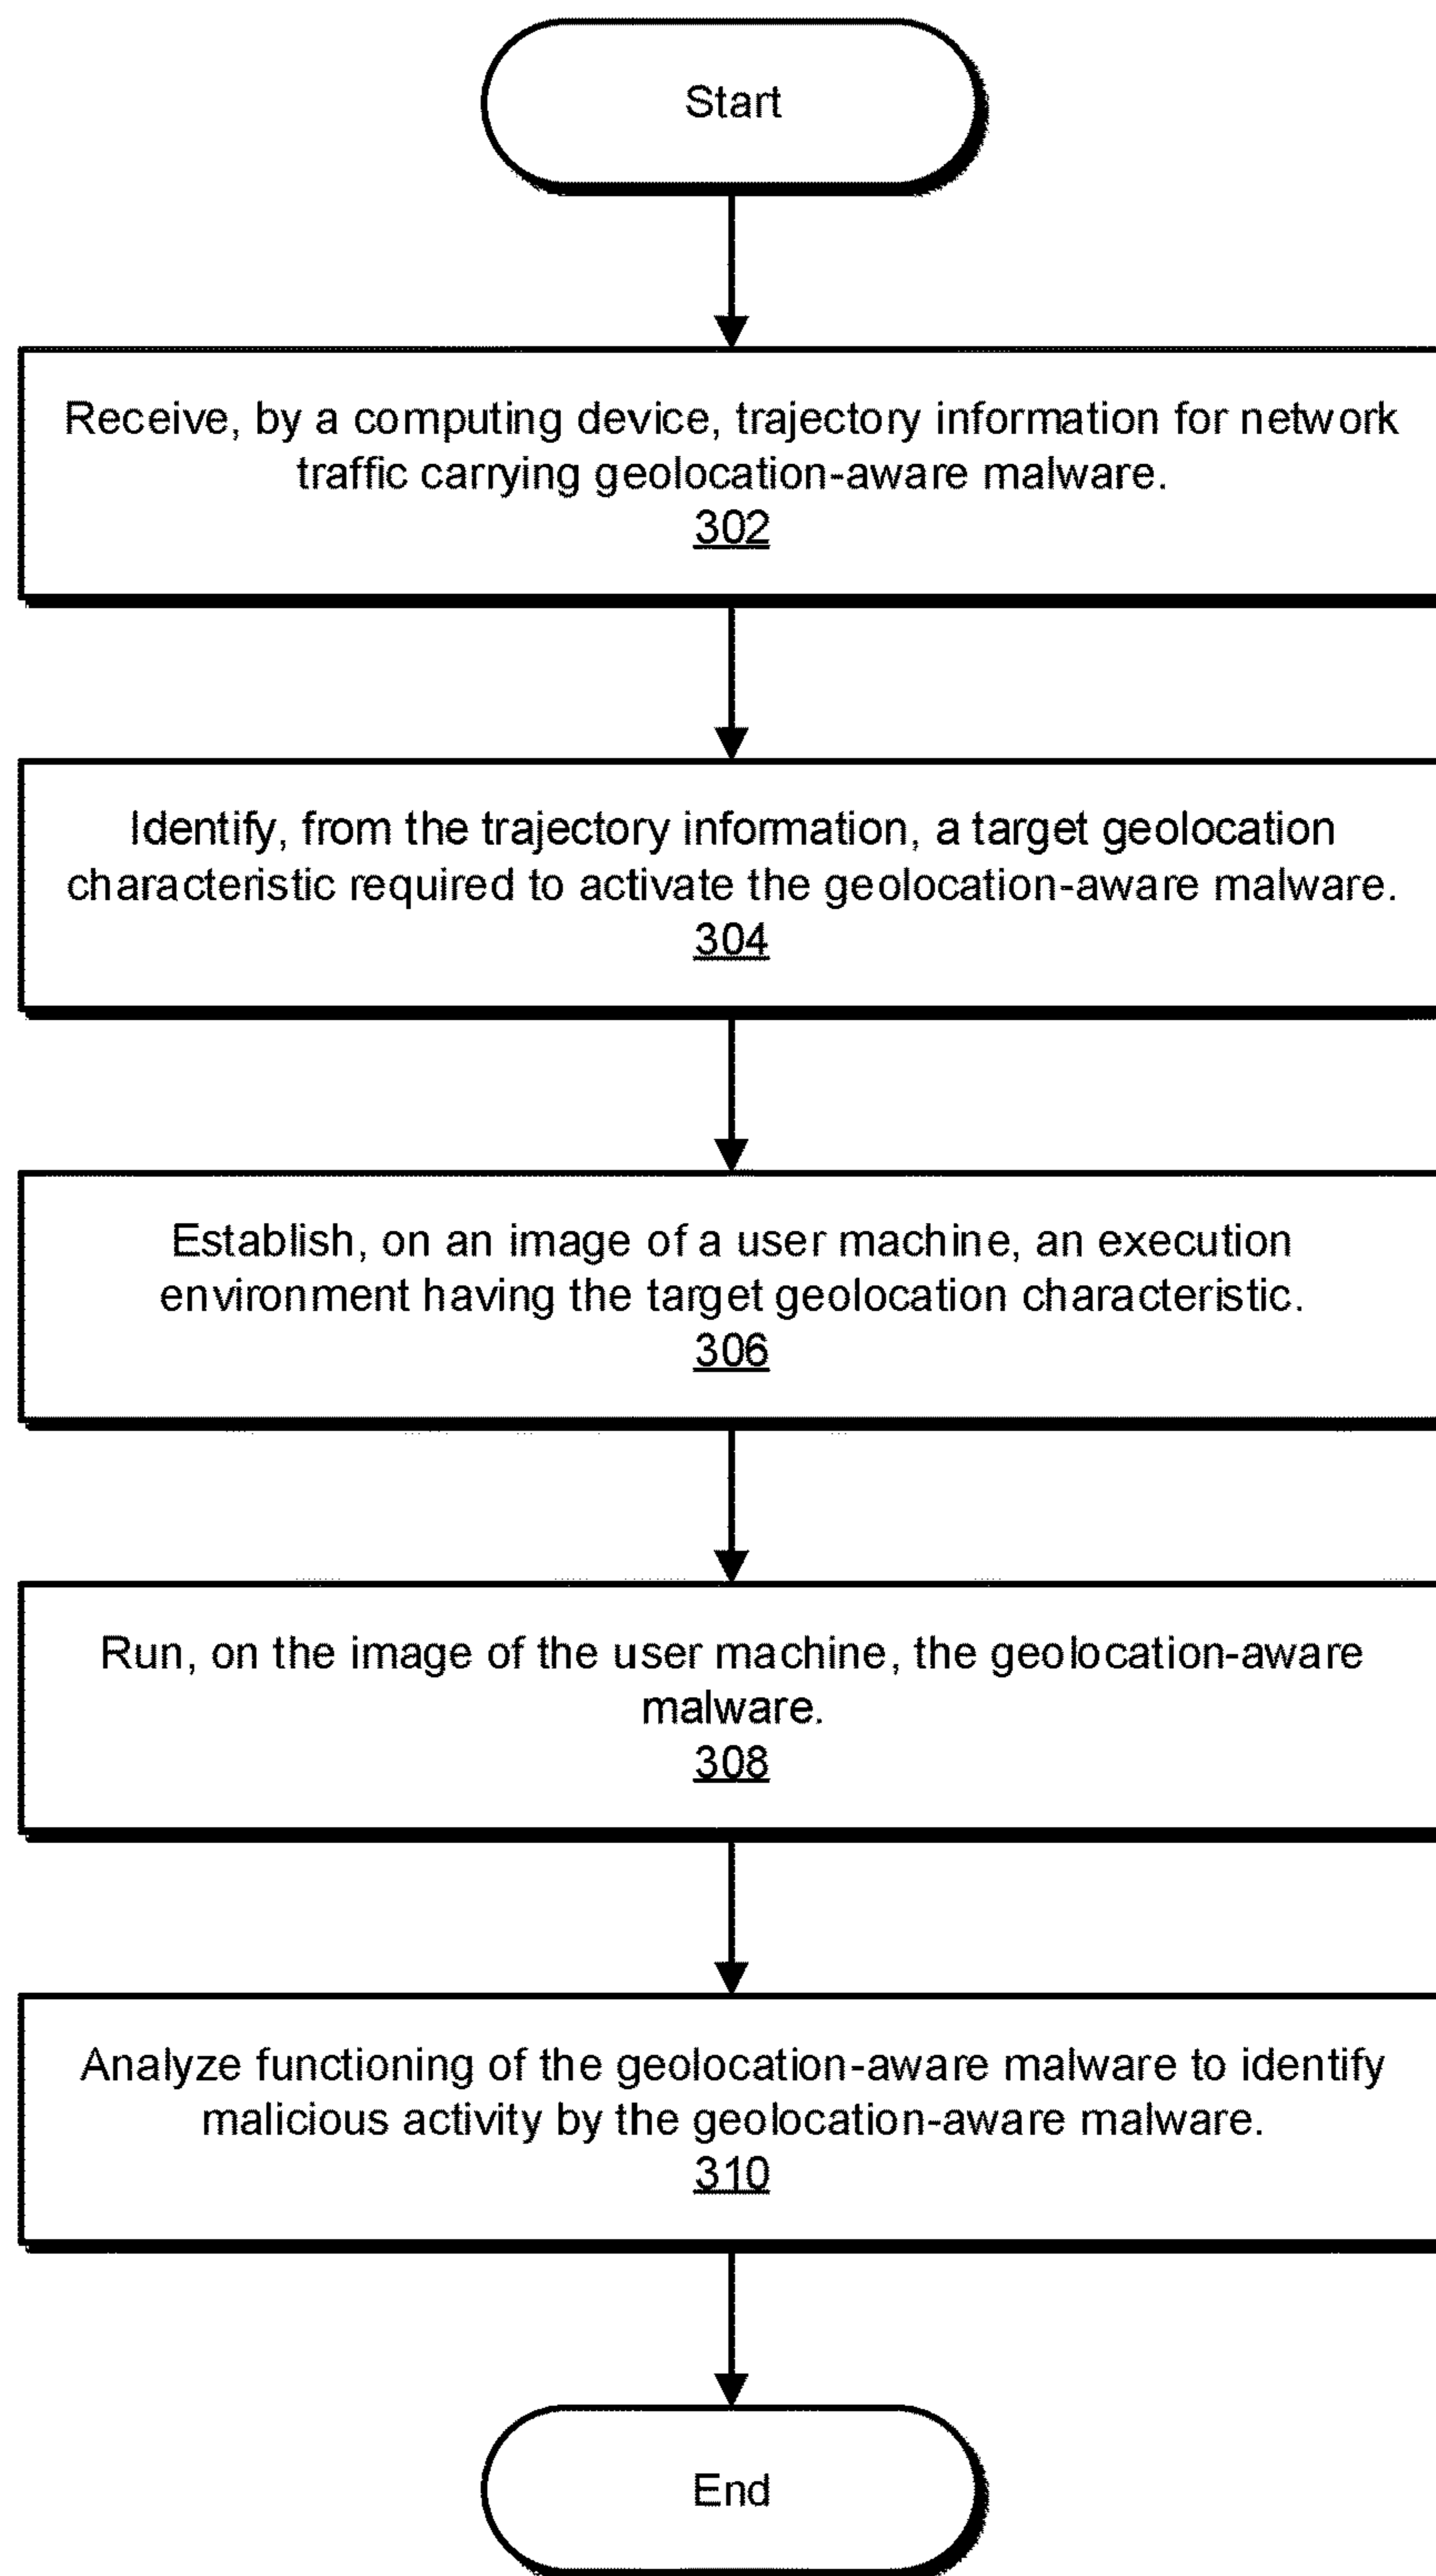 Start
Receive, by a computing device, trajectory information for network
traffic carrying geolocation-aware malware.
302
Identify, from the trajectory information, a target geolocation
characteristic required to activate the geolocation-aware malware.
304
Establish, on an image of a user machine, an execution
environment having the target geolocation characteristic.
306
Run, on the image of the user machine, the geolocation-aware
malware.
308
Analyze functioning of the geolocation-aware malware to identify
malicious activity by the geolocation-aware malware.
310
End